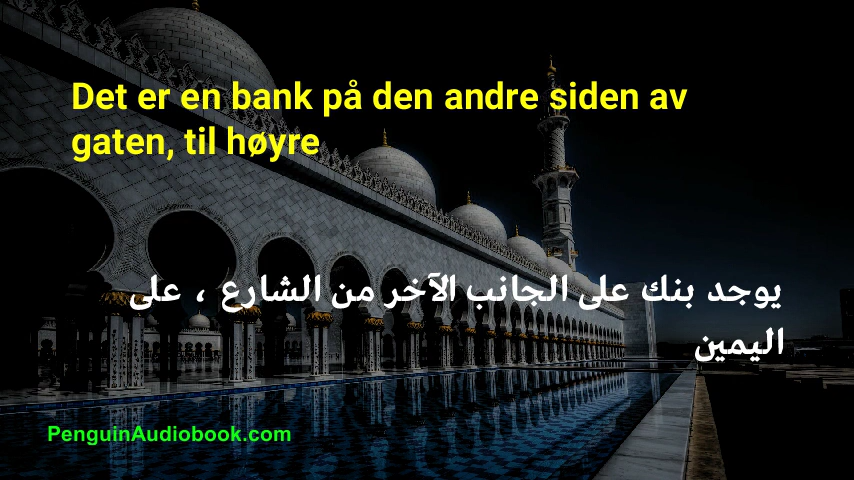 Det er en bank på den andre siden av
gaten, til høyre
يوجد بنك على الجانب الآخر من الشارع ، على
اليمين
PenguinAudiobook.com